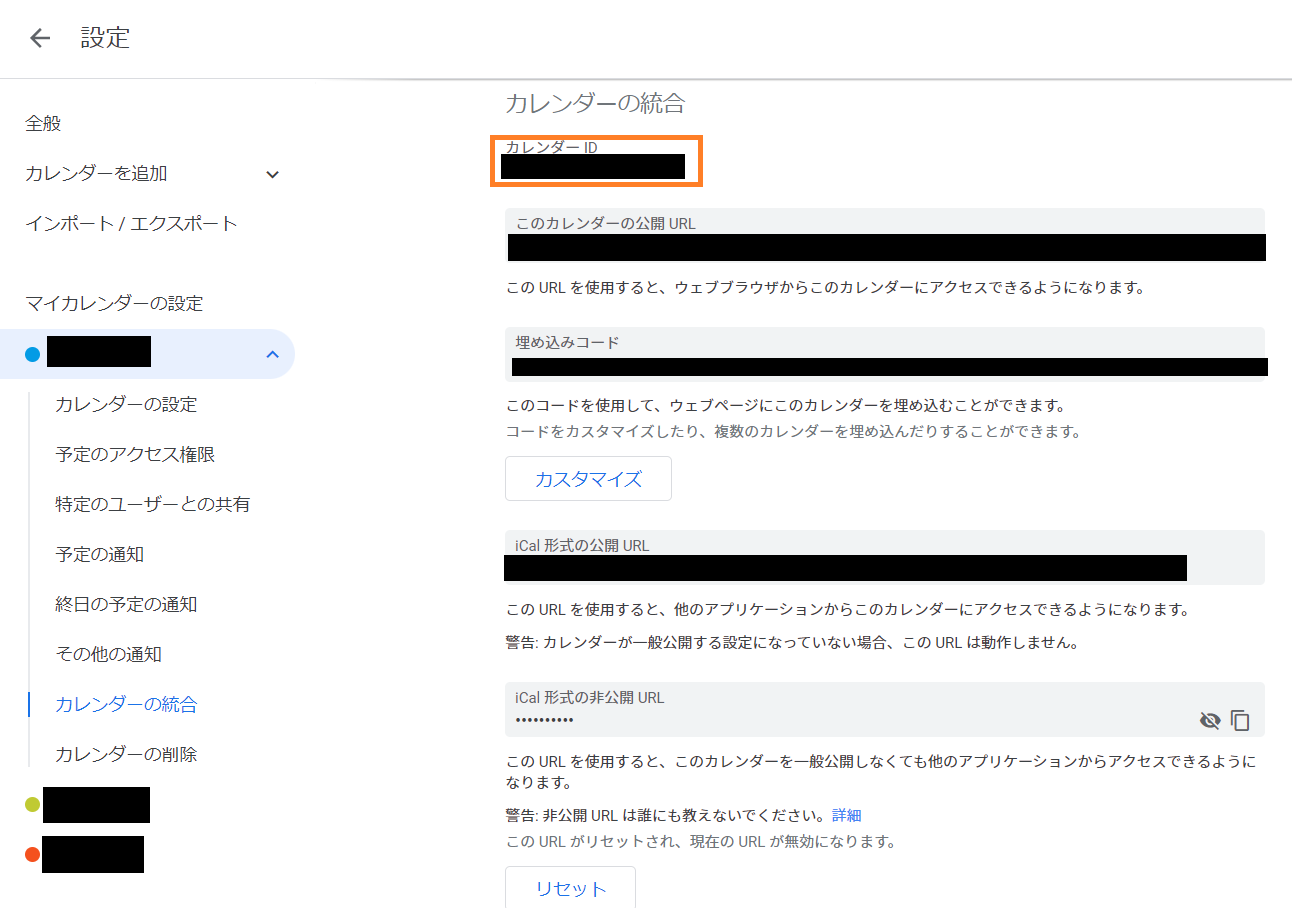 設定
全般
カレンダーを追加
インポート / エクスポート
マイカレンダーの設定
カレンダーの設定
予定のアクセス権限
特定のユーザーとの共有
予定の通知
終日の予定の通知
その他の通知
カレンダーの統合
カレンダーの削除
カレンダーの統合
カレンダー ID
このカレンダーの公開 URL
この URL を使用すると、ウェブブラウザからこのカレンダーにアクセスできるようになります。
埋め込みコード
このコードを使用して、ウェブページにこのカレンダーを埋め込むことができます。
コードをカスタマイズしたり、複数のカレンダーを埋め込んだりすることができます。
カスタマイズ
iCal 形式の公開 URL
この URL を使用すると、他のアプリケーションからこのカレンダーにアクセスできるようになります。
警告: カレンダーが一般公開する設定になっていない場合、この URL は動作しません。
iCal 形式の非公開 URL
••••••••••
この URL を使用すると、このカレンダーを一般公開しなくても他のアプリケーションからアクセスできるように
なります。
警告: 非公開 URL は誰にも教えないでください。詳細
この URL がリセットされ、現在の URL が無効になります。
リセット